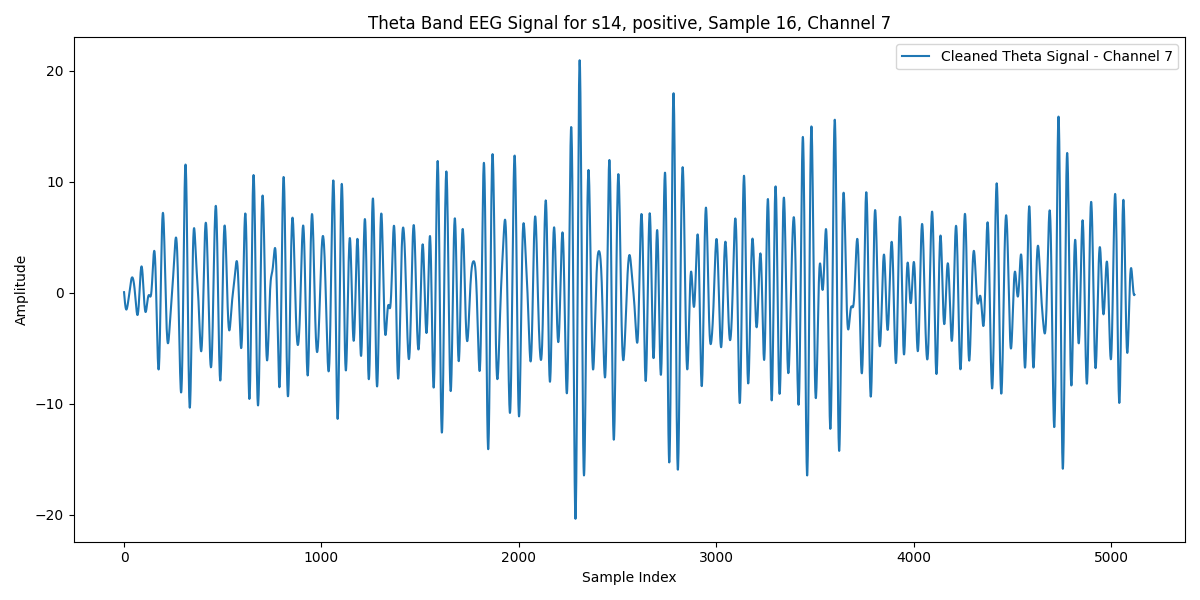 Theta Band EEG Signal for s14, positive, Sample 16, Channel 7
Cleaned Theta Signal - Channel 7
Amplitude
20
10
0
−10
−20
0 1000 2000 3000 4000 5000
Sample Index